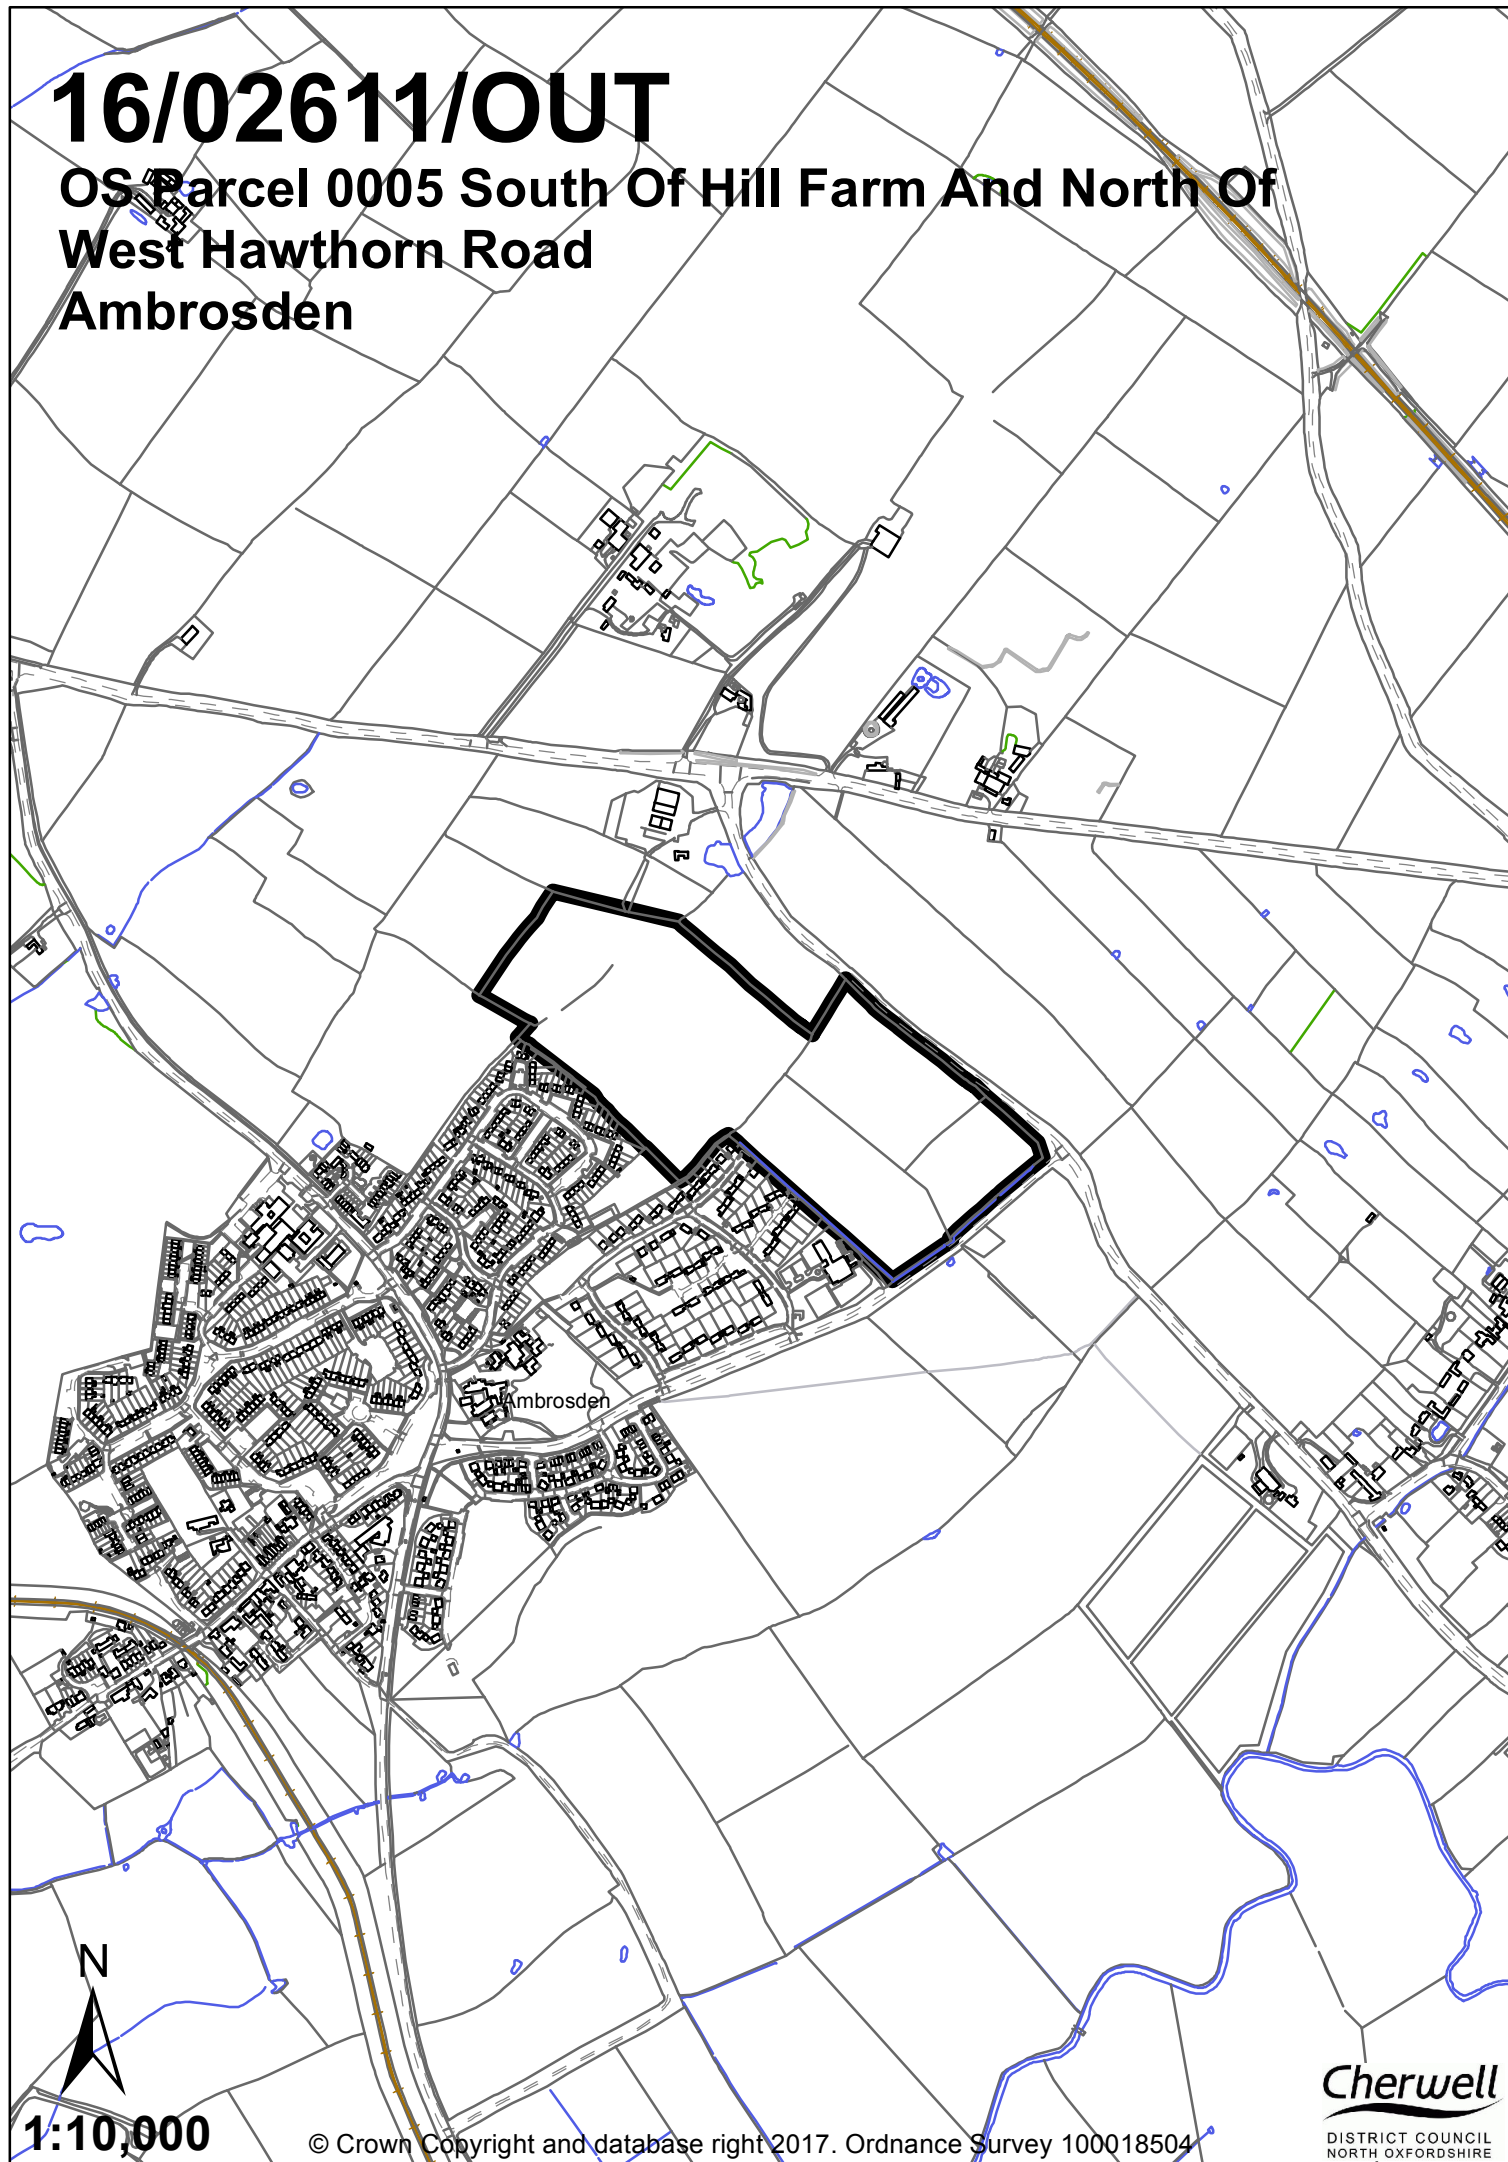 16/02611/OUT
OS Parcel 0005 South Of Hill Farm And North Of
West Hawthorn Road
Ambrosden
Ambrosden
N
1:10,000
© Crown Copyright and database right 2017. Ordnance Survey 100018504
Cherwell
DISTRICT COUNCIL
NORTH OXFORDSHIRE